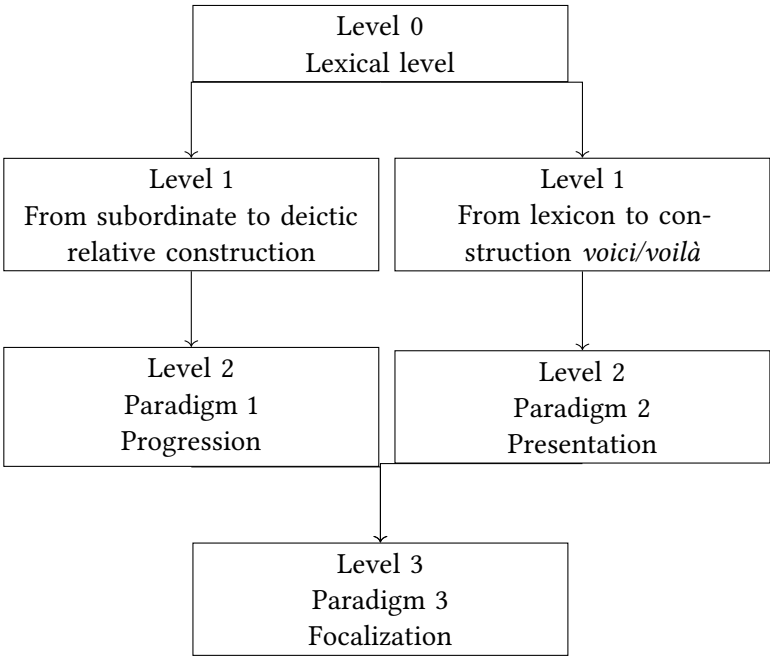 Level 0
Lexical level
Level 1
From subordinate to deictic
relative construction
Level 1
From lexicon to con-
struction voici/voilà
Level 2
Paradigm 1
Progression
Level 2
Paradigm 2
Presentation
Level 3
Paradigm 3
Focalization